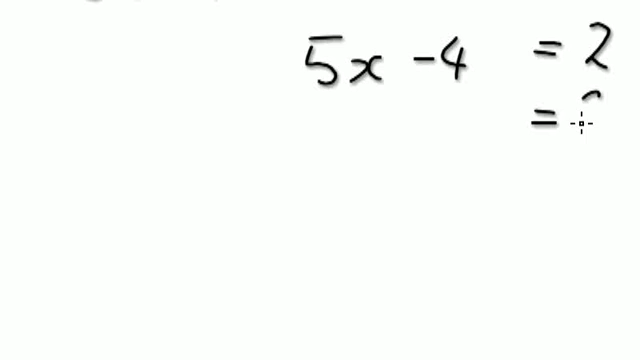 5x - 4 = 2
=